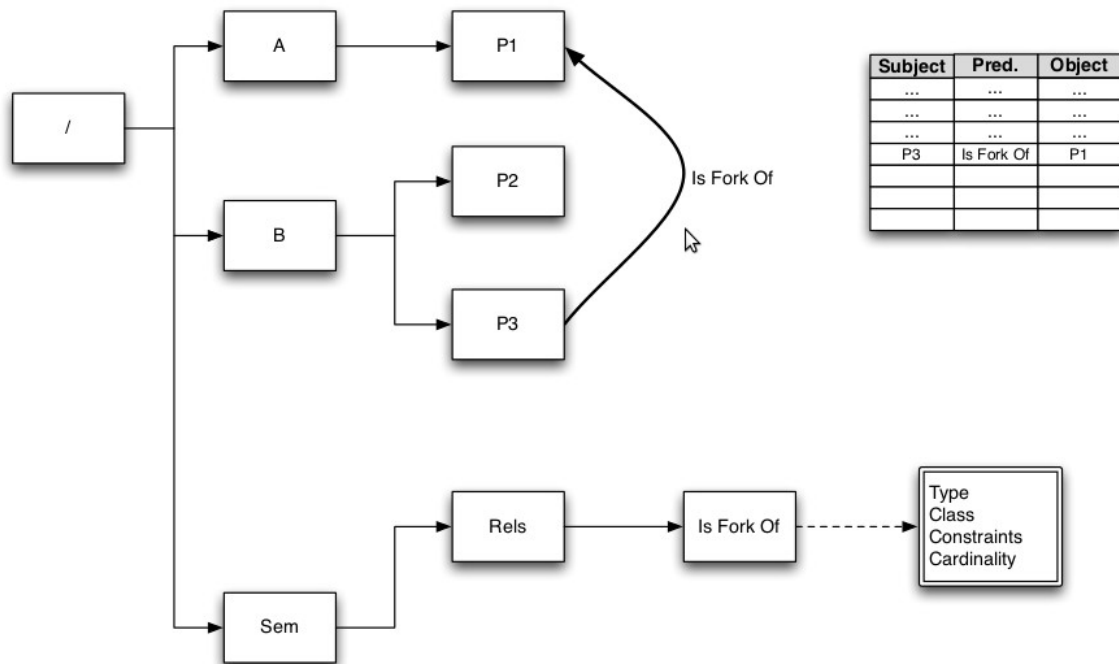 A
P1
/
Subject Pred. Object
... ... ...
... ... ...
... ... ...
P3 Is Fork Of P1
P2
Is Fork Of
B
P3
Rels
Is Fork Of
Type
Class
Constraints
Cardinality
Sem